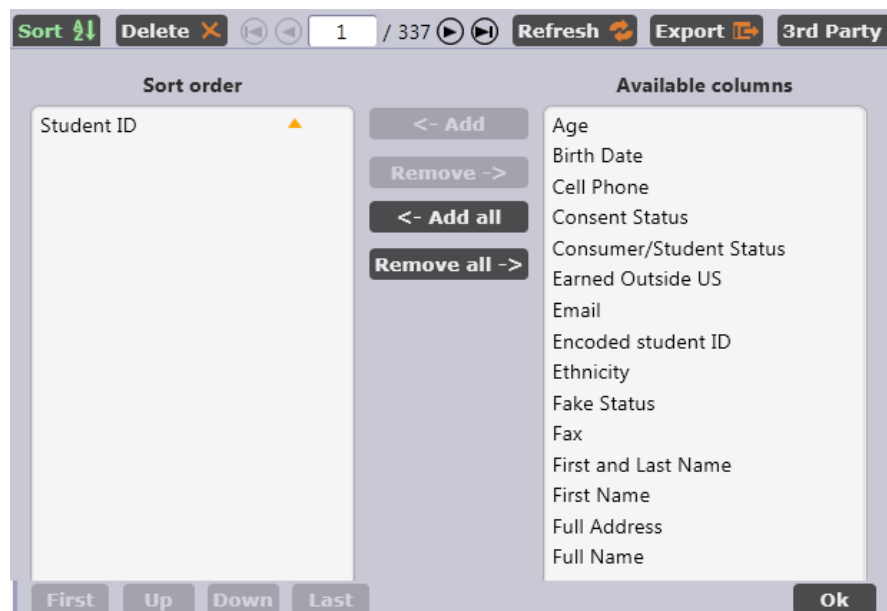 Sort Delete 1 / 337 Refresh Export 3rd Party
Sort order
Student ID
<- Add
Remove ->
<- Add all
Remove all ->
Available columns
Age
Birth Date
Cell Phone
Consent Status
Consumer/Student Status
Earned Outside US
Email
Encoded student ID
Ethnicity
Fake Status
Fax
First and Last Name
First Name
Full Address
Full Name
First Up Down Last Ok